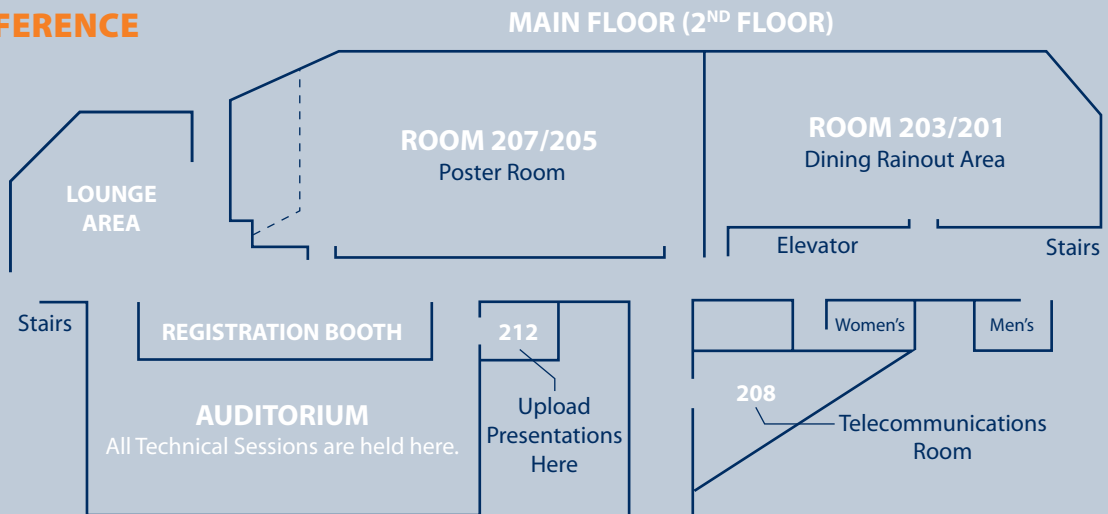 FERENCE
MAIN FLOOR (2ND FLOOR)
ROOM 207/205
Poster Room
ROOM 203/201
Dining Rainout Area
LOUNGE
AREA
Elevator
Stairs
Stairs
REGISTRATION BOOTH
212
Women's
Men's
AUDITORIUM
All Technical Sessions are held here.
Upload
Presentations
Here
208
Telecommunications
Room